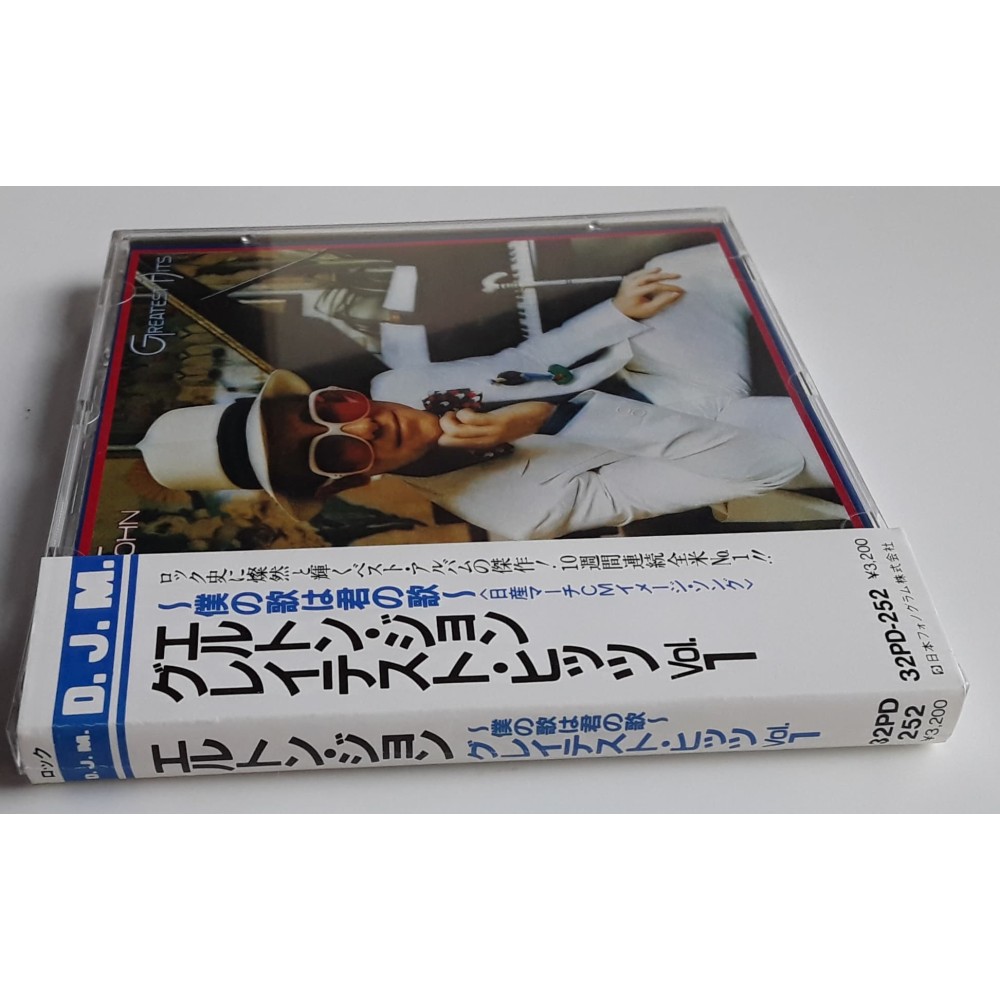 GREATEST HITS
OHN
D. J. M.
ロック史に燦然と輝くベスト・アルバムの傑作！10週間連続全米No.1!!
〜僕の歌は君の歌〜〈日産マーチCMイメージ・ソング〉
エルトン・ジョン
グレイテスト・ヒッツ Vol.1
32PD-252 ¥3,200
日本フォノグラム株式会社
ロック
D. J. M.
エルトン・ジョン
〜僕の歌は君の歌〜
グレイテスト・ヒッツ Vol.1
32PD
252
¥3,200